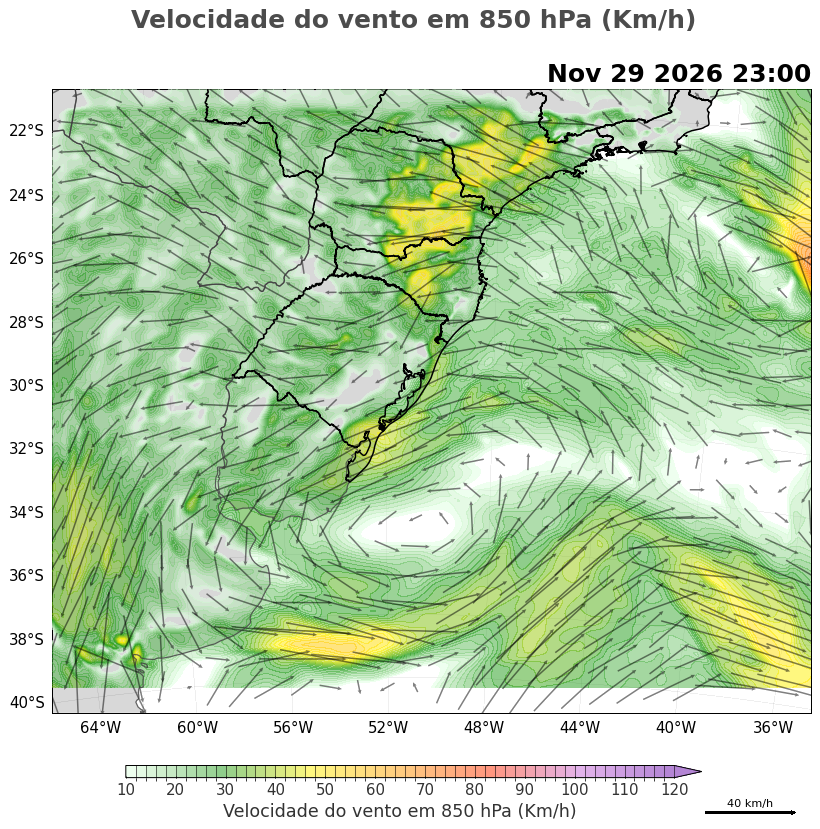 Velocidade do vento em 850 hPa (Km/h)
Nov 29 2026 23:00
22°S
24°S
26°S
28°S
30°S
32°S
34°S
36°S
38°S
40°S
64°W 60°W 56°W 52°W 48°W 44°W 40°W 36°W
10 20 30 40 50 60 70 80 90 100 110 120
Velocidade do vento em 850 hPa (Km/h)
40 km/h